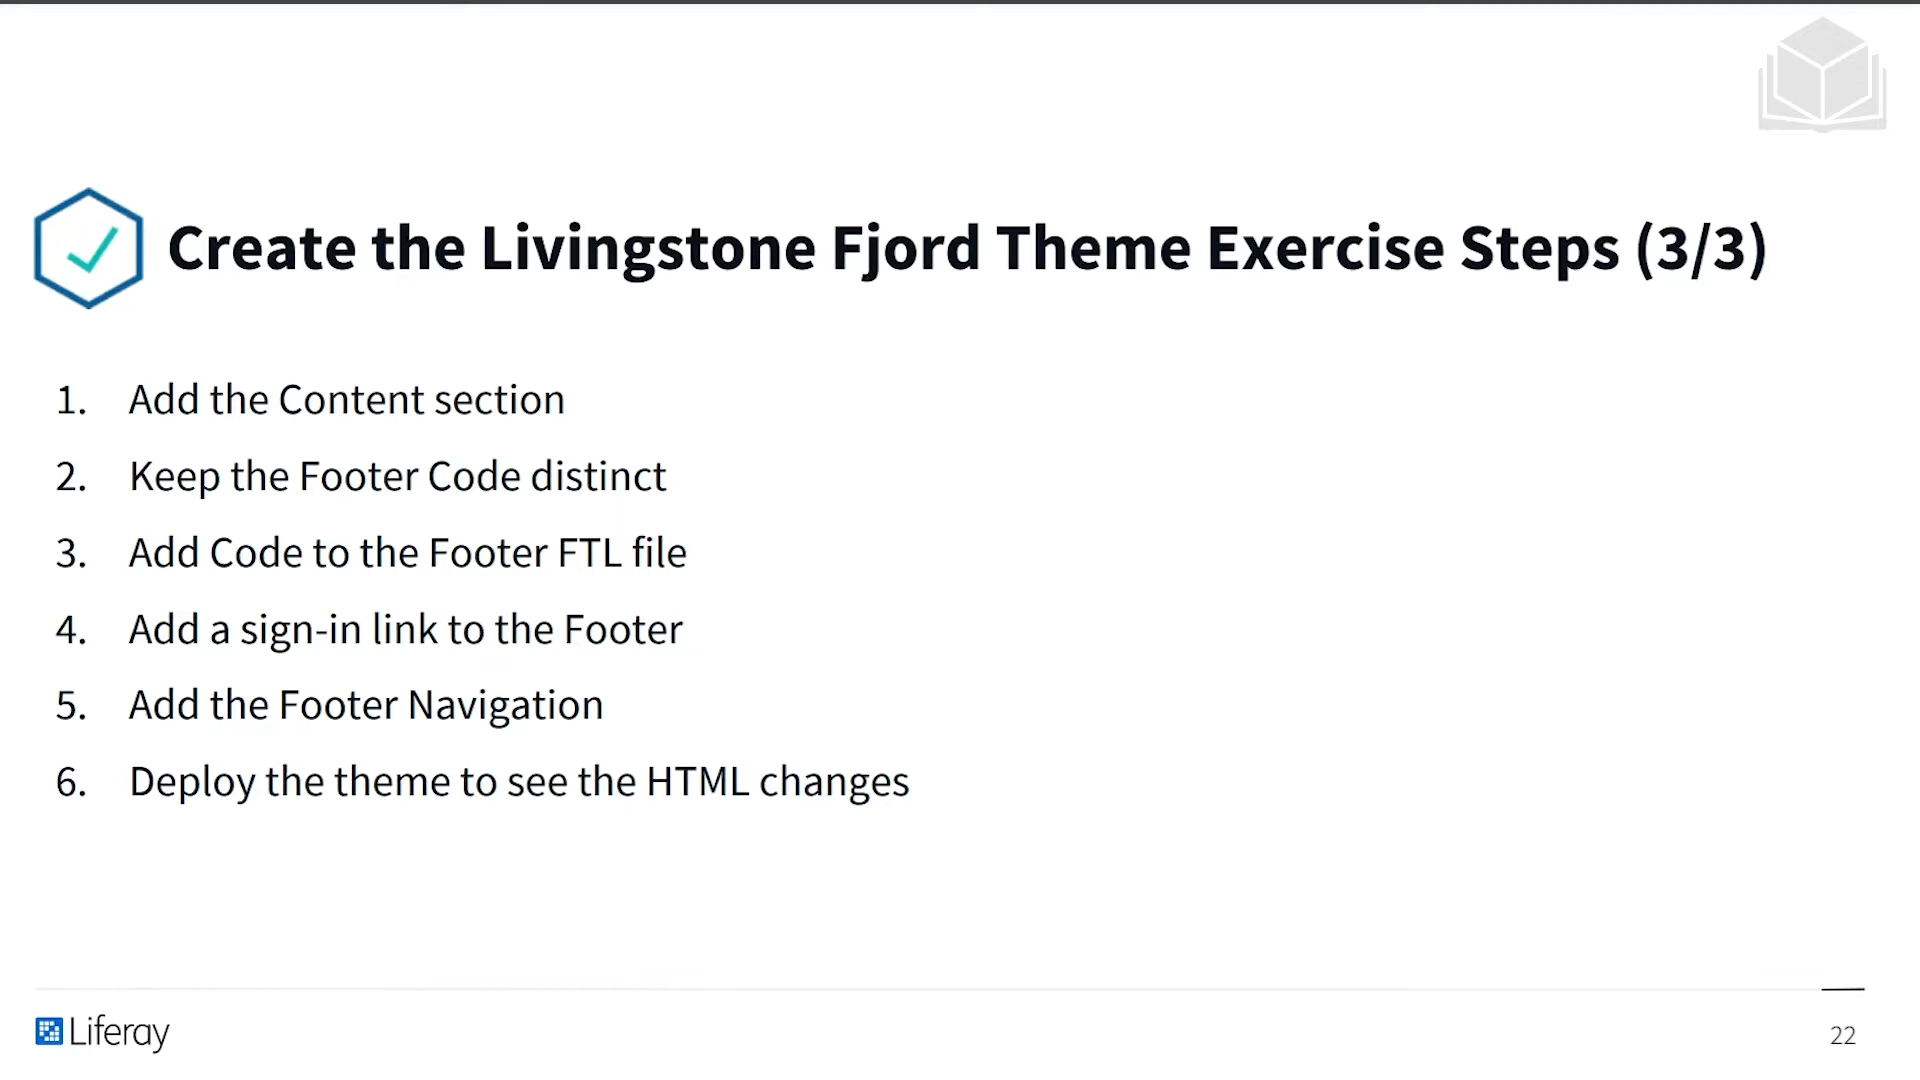 Create the Livingstone Fjord Theme Exercise Steps (3/3)
1. Add the Content section
2. Keep the Footer Code distinct
3. Add Code to the Footer FTL file
4. Add a sign-in link to the Footer
5. Add the Footer Navigation
6. Deploy the theme to see the HTML changes
Liferay
22